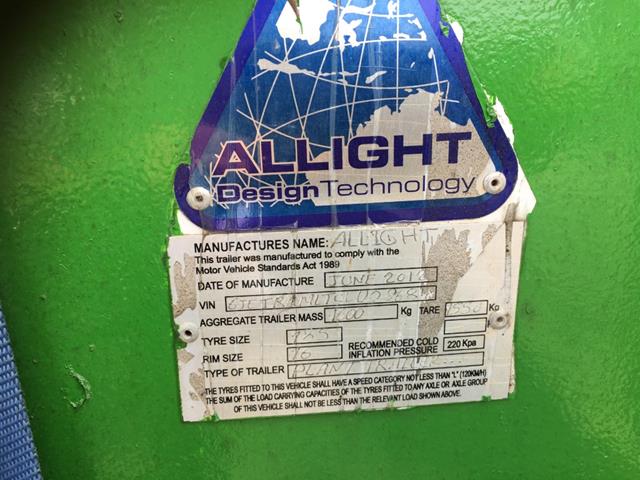 ALLIGHT
Design Technology
MANUFACTURES NAME: ALLIGHT
This trailer was manufactured to comply with the
Motor Vehicle Standards Act 1989
DATE OF MANUFACTURE JUNE
VIN
AGGREGATE TRAILER MASS Kg TARE
TYRE SIZE
RIM SIZE 16 RECOMMENDED COLD INFLATION PRESSURE 220 Kpa
TYPE OF TRAILER PLANT TRAILER
THE TYRES FITTED TO THIS VEHICLE SHALL HAVE A SPEED CATEGORY NOT LESS THAN "L" (120KM/H)
THE SUM OF THE LOAD CARRYING CAPACITIES OF THE TYRES FITTED TO ANY AXLE OR AXLE GROUP
OF THIS VEHICLE SHALL NOT BE LESS THAN THE RELEVANT LOAD SHOWN ABOVE.